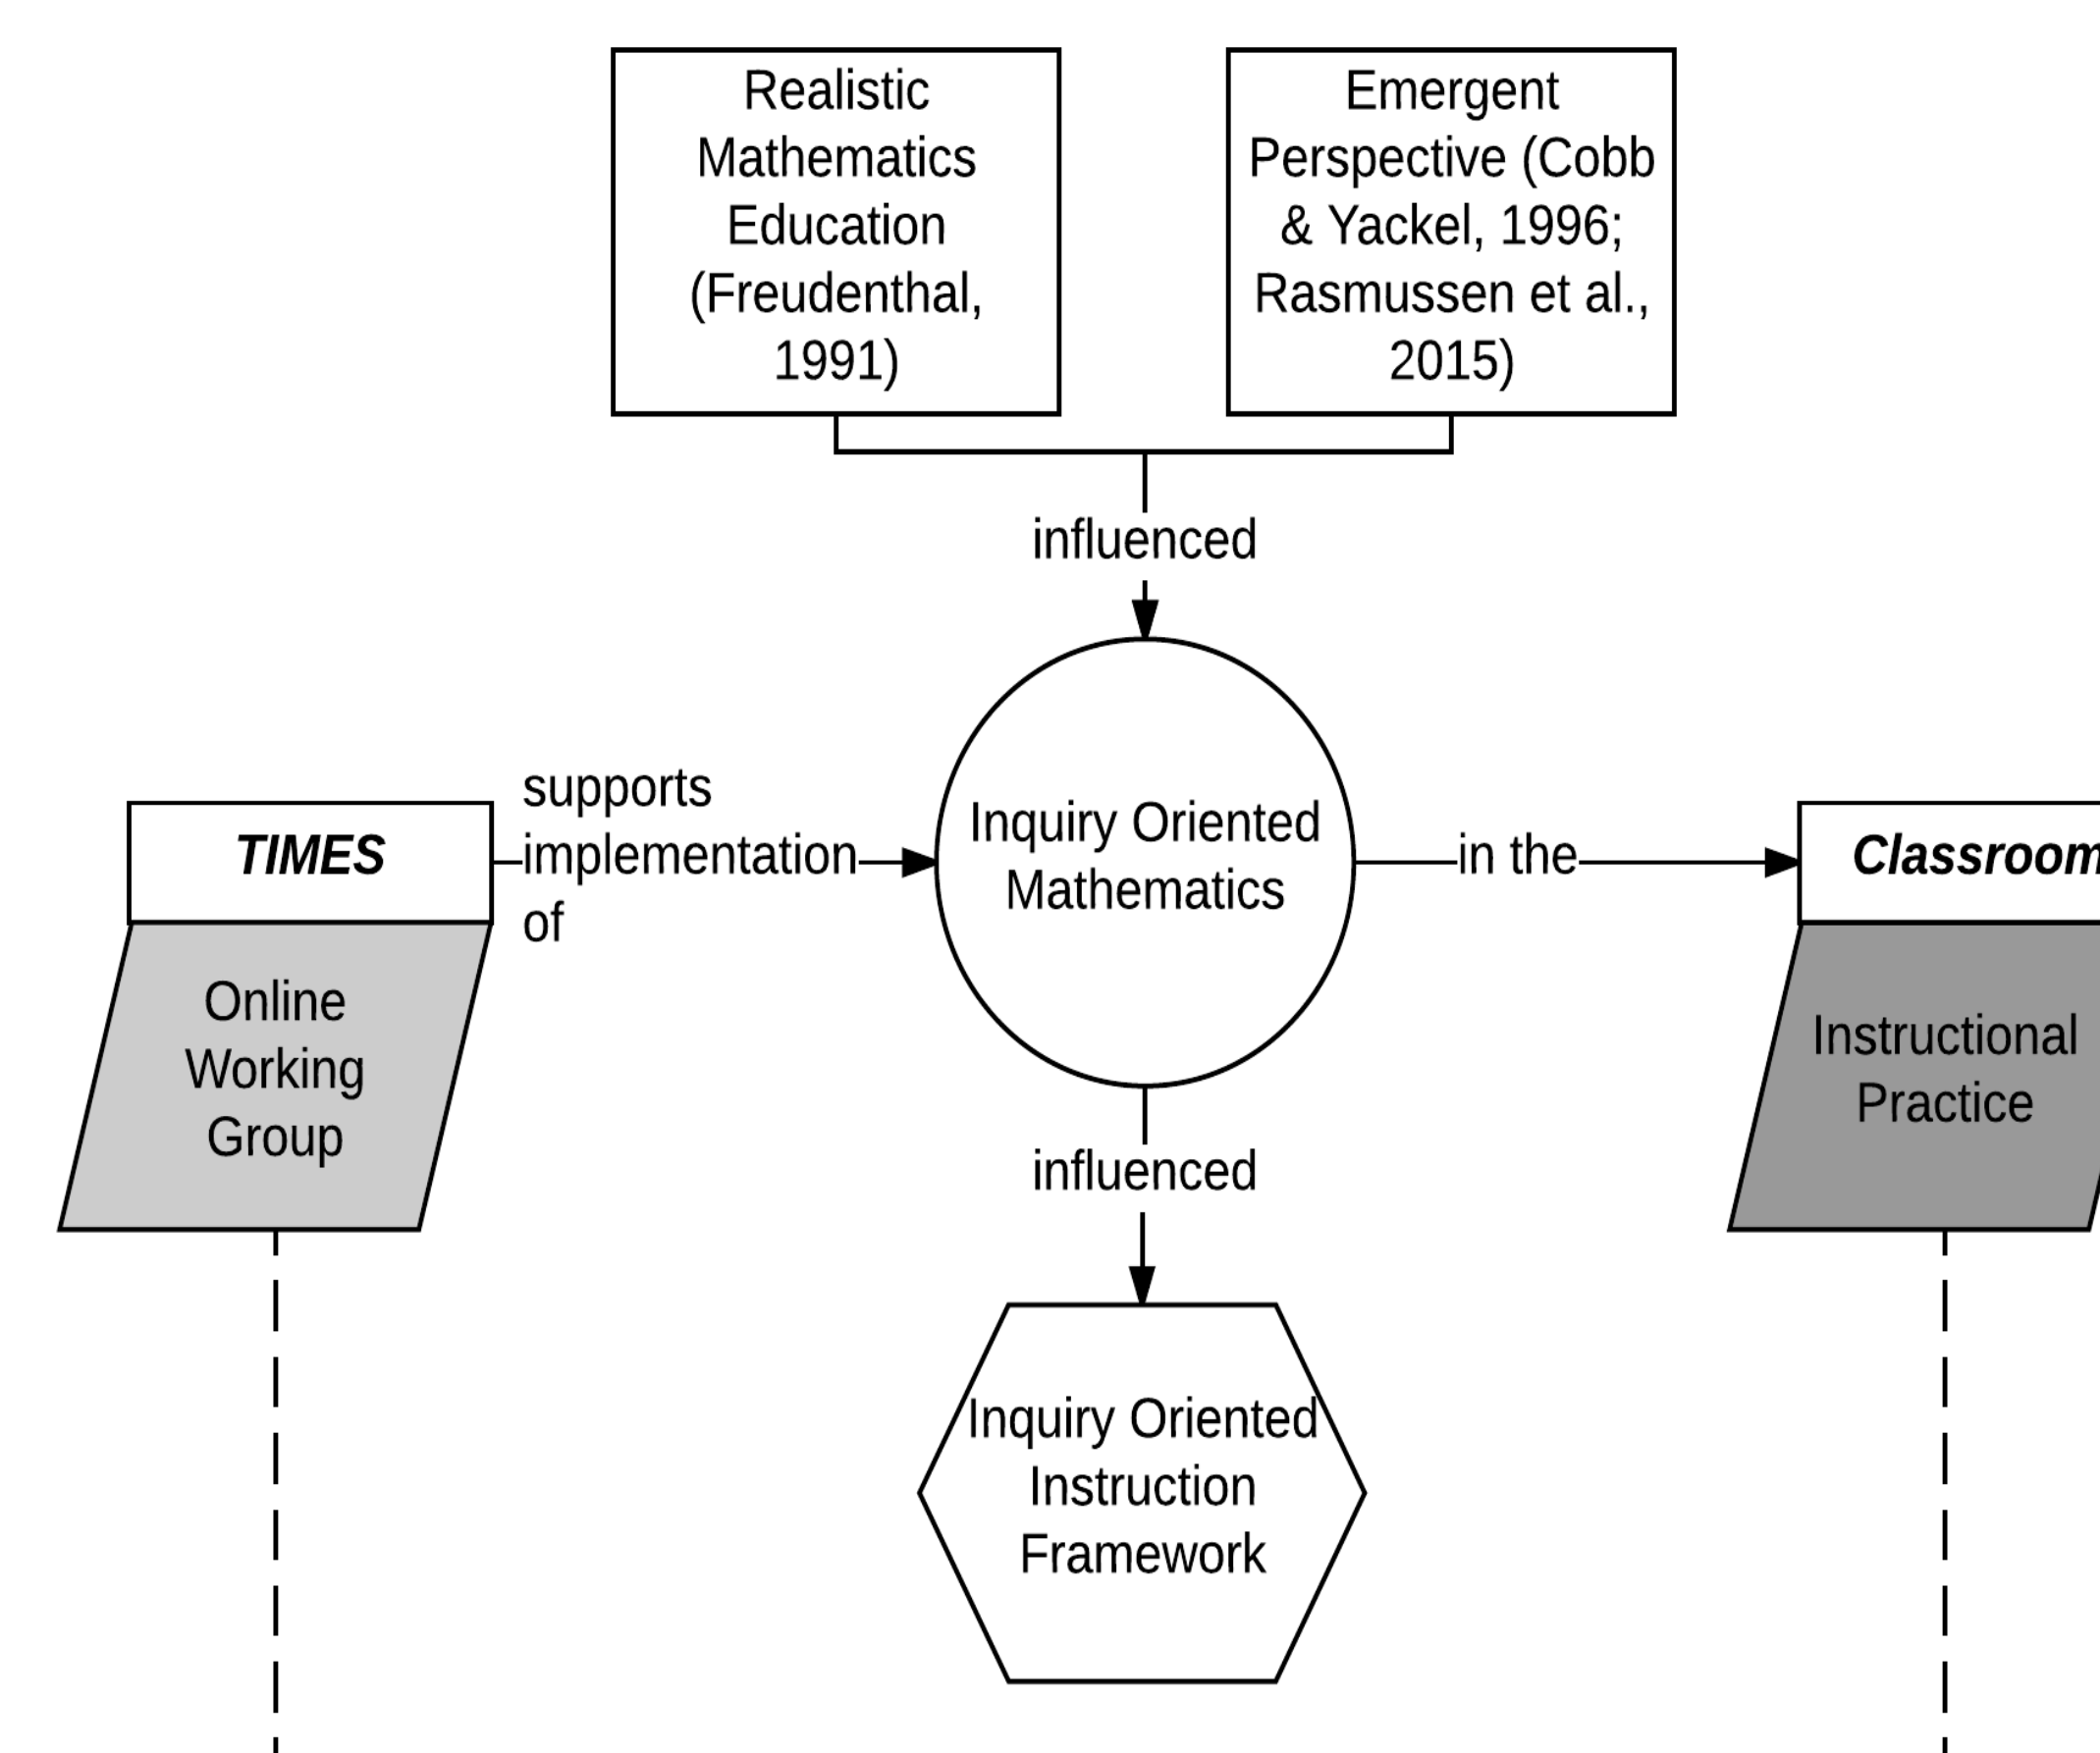 Realistic
Mathematics
Education
(Freudenthal,
1991)
Emergent
Perspective (Cobb
& Yackel, 1996;
Rasmussen et al.,
2015)
influenced
TIMES
supports
implementation
of
Inquiry Oriented
Mathematics
in the
Classroom
Online
Working
Group
Instructional
Practice
influenced
Inquiry Oriented
Instruction
Framework